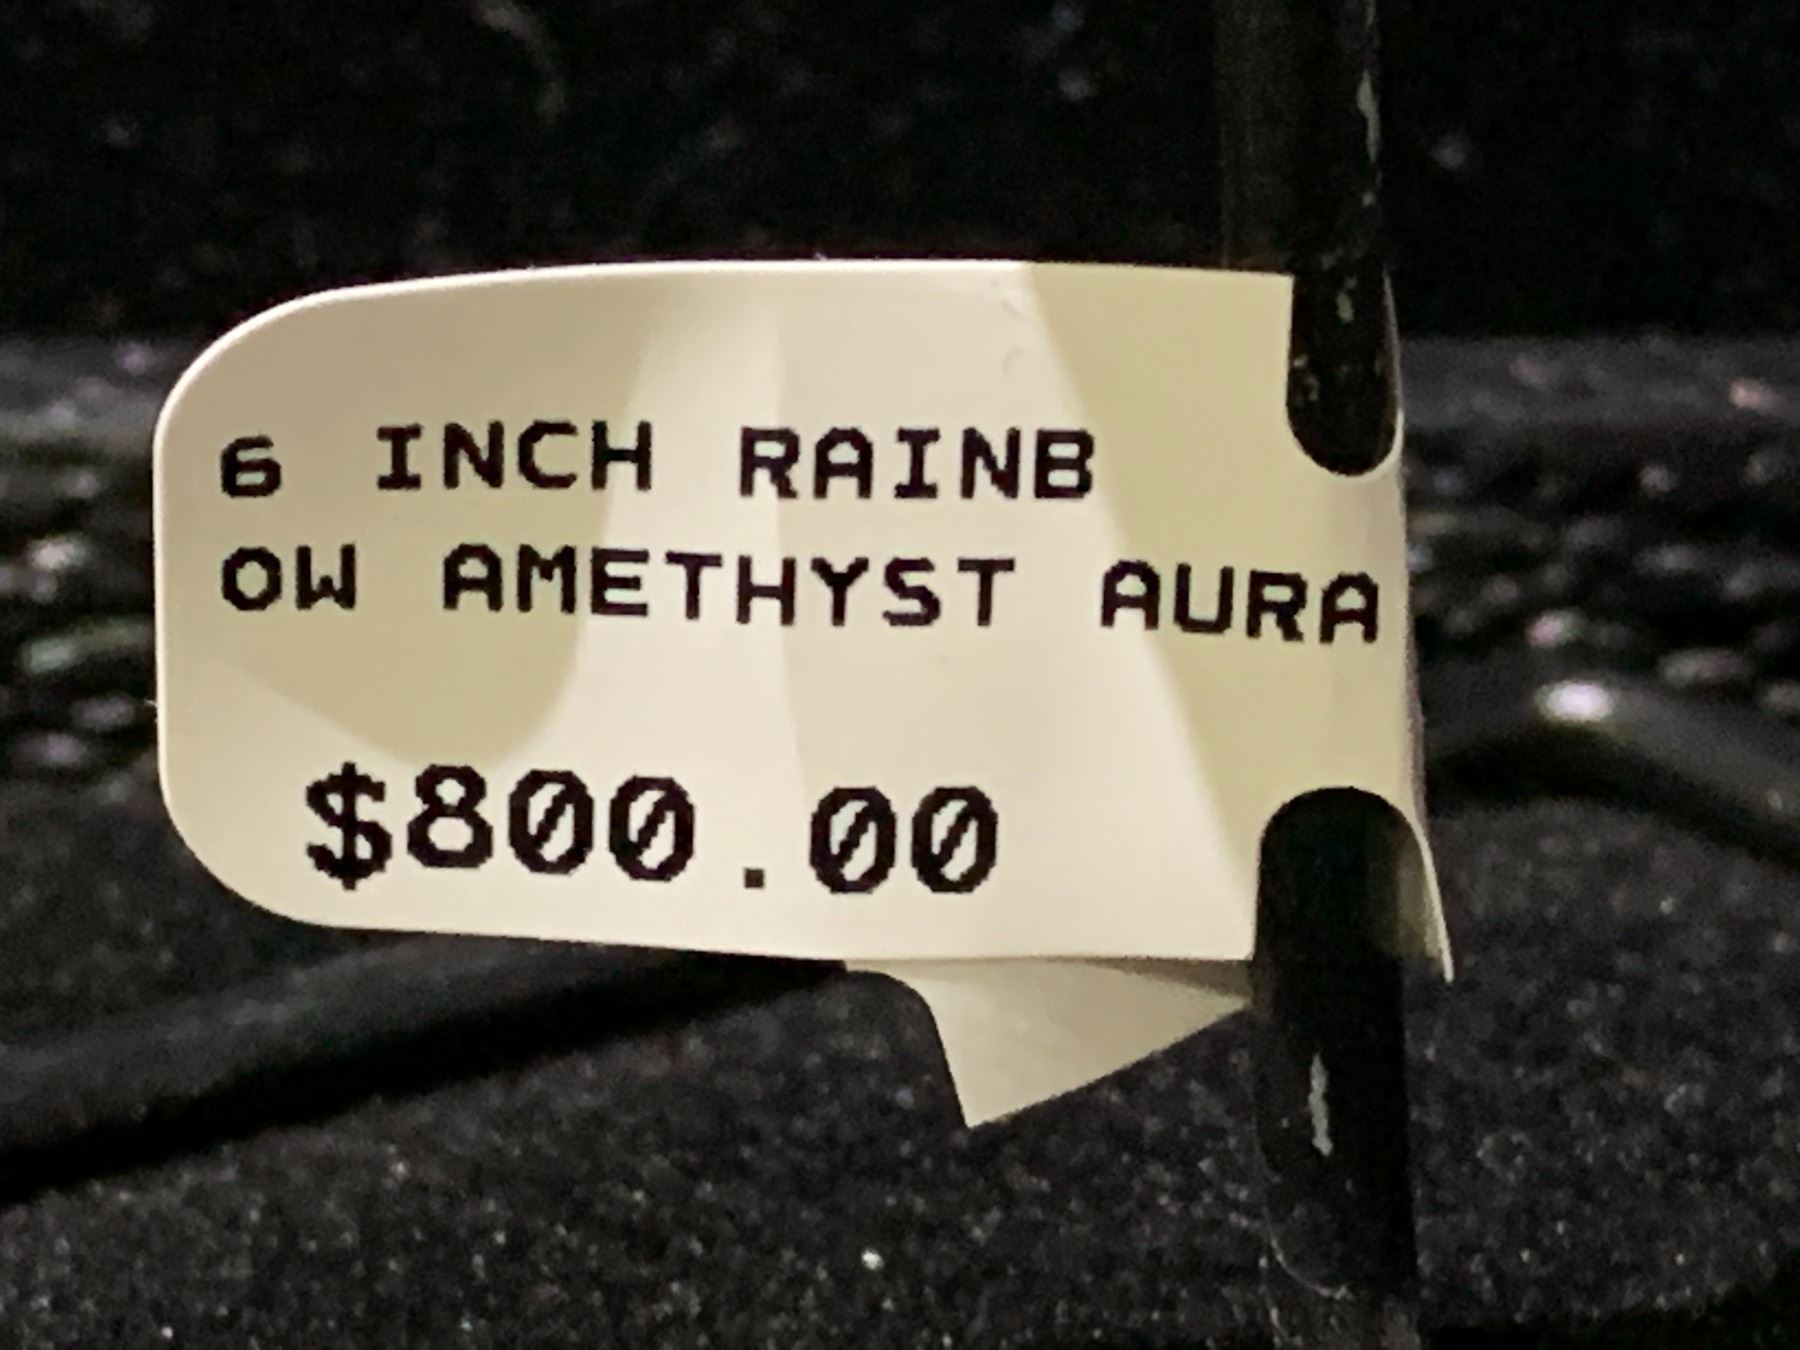 6 INCH RAINB
OW AMETHYST AURA
$800.00